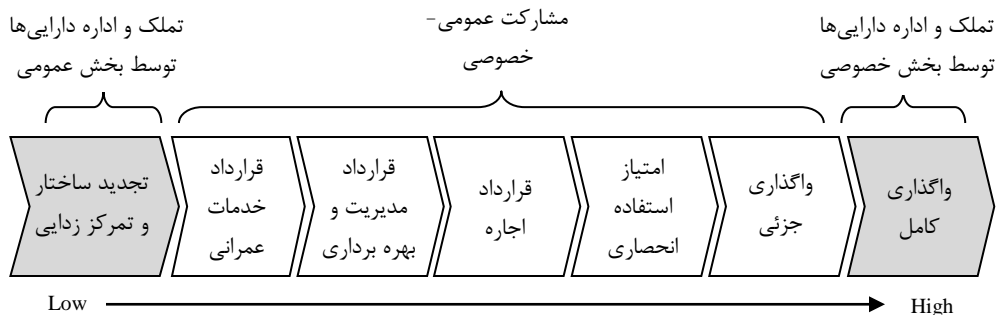 تملک و اداره دارایی‌ها
توسط بخش عمومی
مشارکت عمومی-
خصوصی
تملک و اداره دارایی‌ها
توسط بخش خصوصی
تجدید ساختار
و تمرکز زدایی
قرارداد
خدمات
عمرانی
قرارداد
مدیریت و
بهره برداری
قرارداد
اجاره
امتیاز
استفاده
انحصاری
واگذاری
جزئی
واگذاری
کامل
Low
High